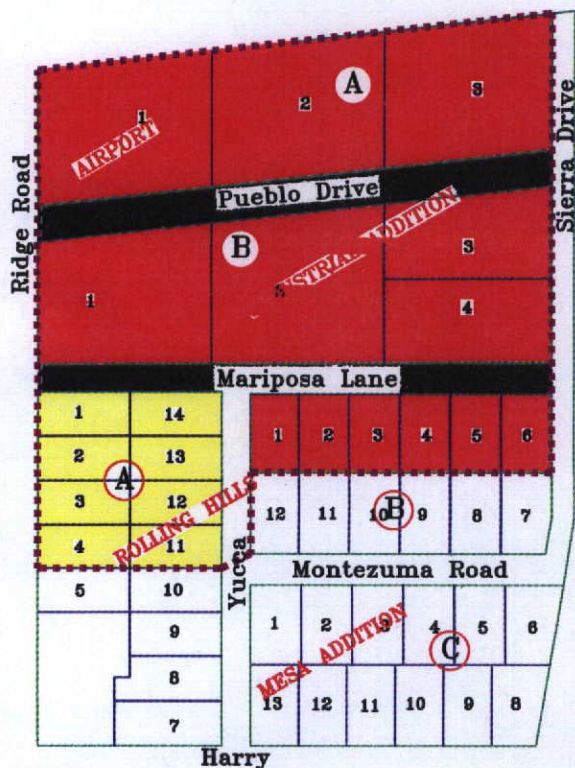 A
1
2
3
AIRPORT
Ridge Road
Sierra Drive
Pueblo Drive
B
ADDITION
1
3
4
Mariposa Lane
1
14
2
13
A
3
12
4
11
ROLLING HILLS
5
10
9
8
7
Yucca
1
2
3
4
5
6
12
11
10
B
9
8
7
Montezuma Road
1
2
3
4
5
6
C
MESA ADDITION
13
12
11
10
9
8
Harry